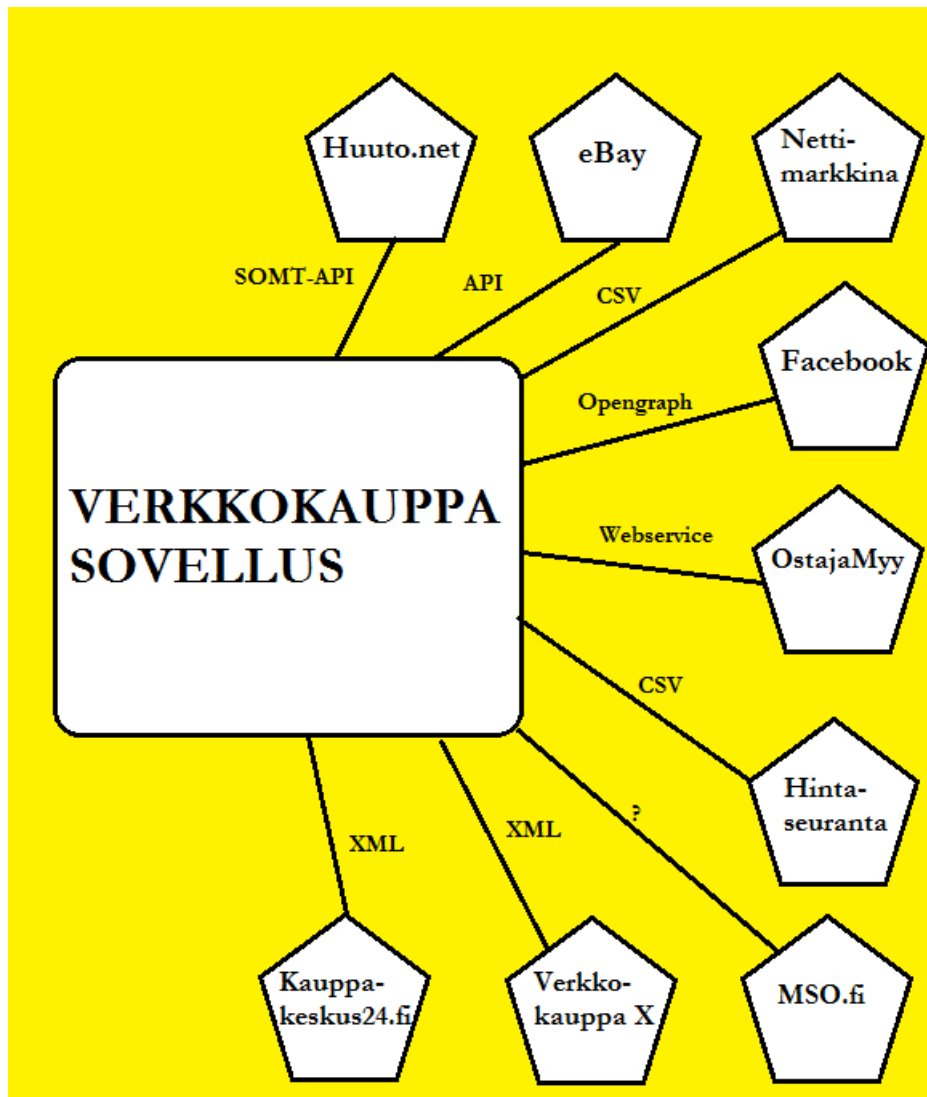 Huuto.net
eBay
Netti-
markkina
SOMT-API
API
CSV
Facebook
Opengraph
VERKKOKAUPPA
SOVELLUS
Webservice
OstajaMyy
CSV
Hinta-
seuranta
?
XML
XML
Kauppa-
keskus24.fi
Verkko-
kauppa X
MSO.fi